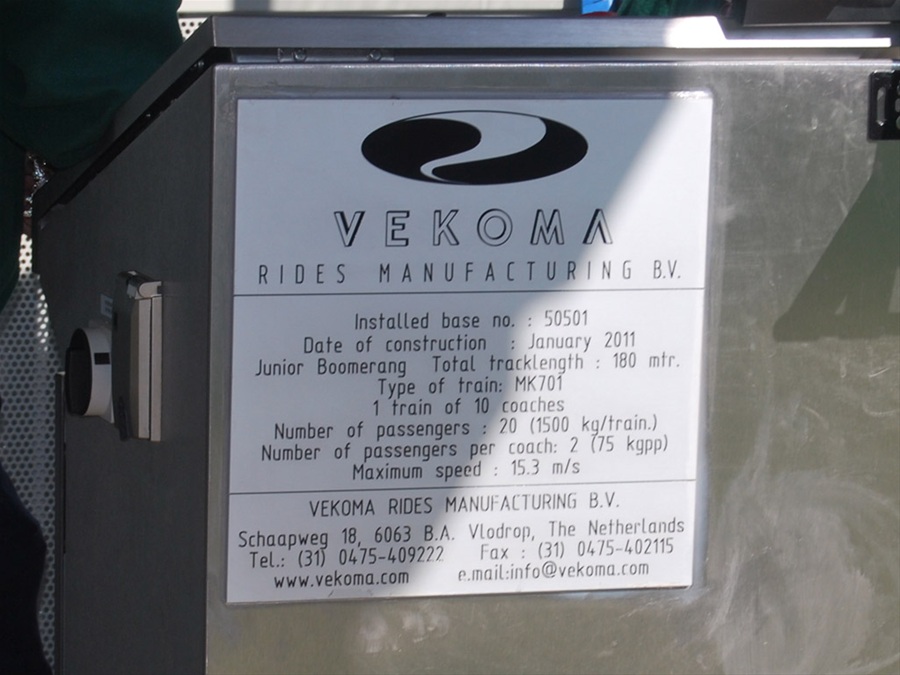 VEKOMA
RIDES MANUFACTURING B.V.
Installed base no. : 50501
Date of construction : January 2011
Junior Boomerang Total tracklength : 180 mtr.
Type of train: MK701
1 train of 10 coaches
Number of passengers : 20 (1500 kg/train.)
Number of passengers per coach: 2 (75 kgpp)
Maximum speed : 15.3 m/s
VEKOMA RIDES MANUFACTURING B.V.
Schaapweg 18, 6063 B.A. Vlodrop, The Netherlands
Tel.: (31) 0475-409222 Fax : (31) 0475-402115
www.vekoma.com e.mail:info@vekoma.com